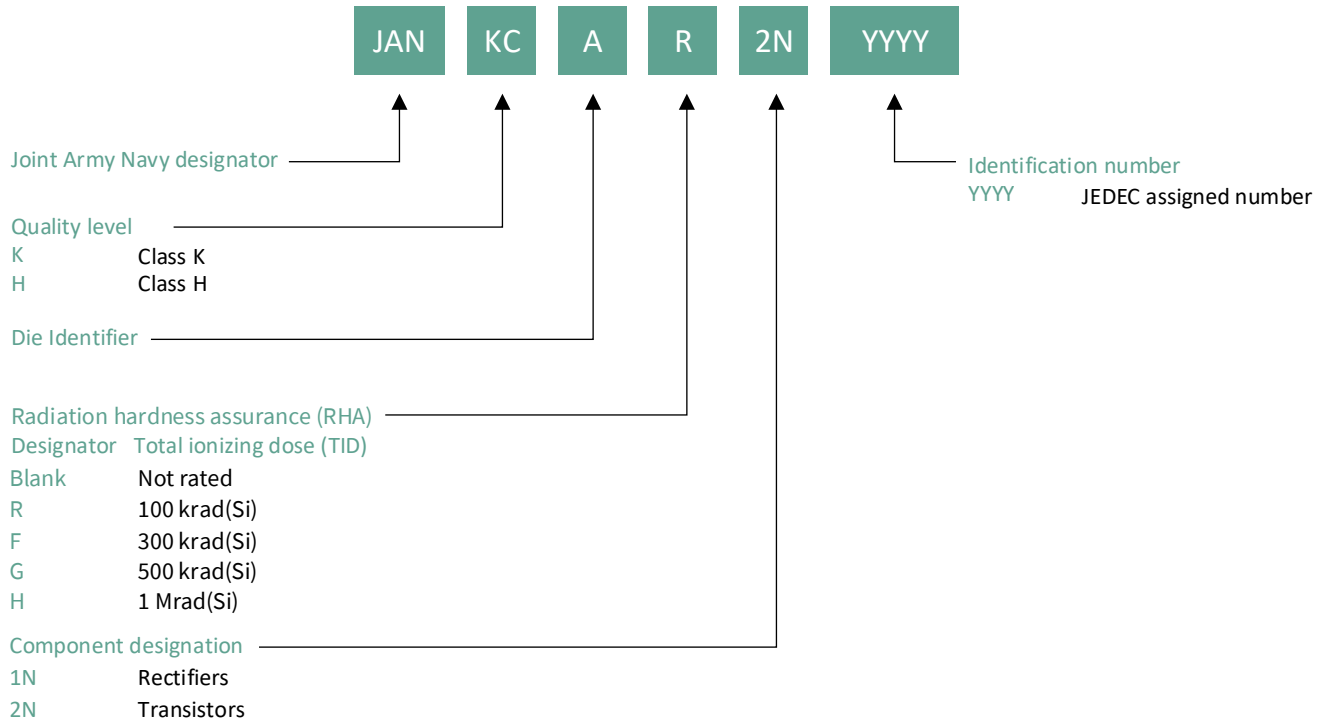 JAN KC A R 2N YYYY
Joint Army Navy designator
Identification number
YYYY JEDEC assigned number
Quality level
K Class K
H Class H
Die Identifier
Radiation hardness assurance (RHA)
Designator Total ionizing dose (TID)
Blank Not rated
R 100 krad(Si)
F 300 krad(Si)
G 500 krad(Si)
H 1 Mrad(Si)
Component designation
1N Rectifiers
2N Transistors